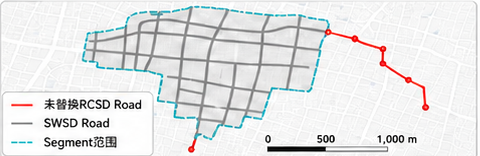 未替换RCSD Road
SWSD Road
Segment范围
0 500 1,000 m